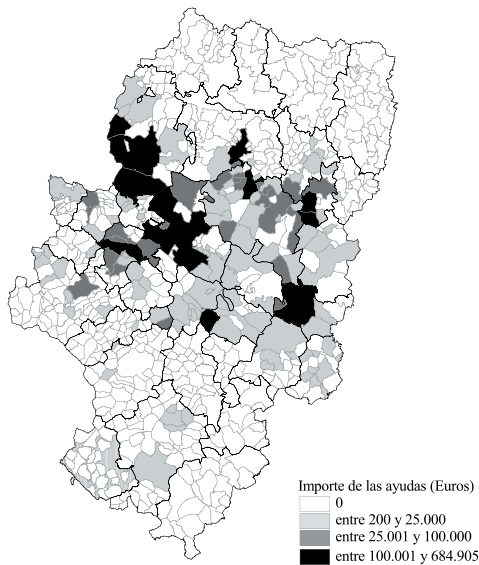 Importe de las ayudas (Euros)
0
entre 200 y 25.000
entre 25.001 y 100.000
entre 100.001 y 684.905